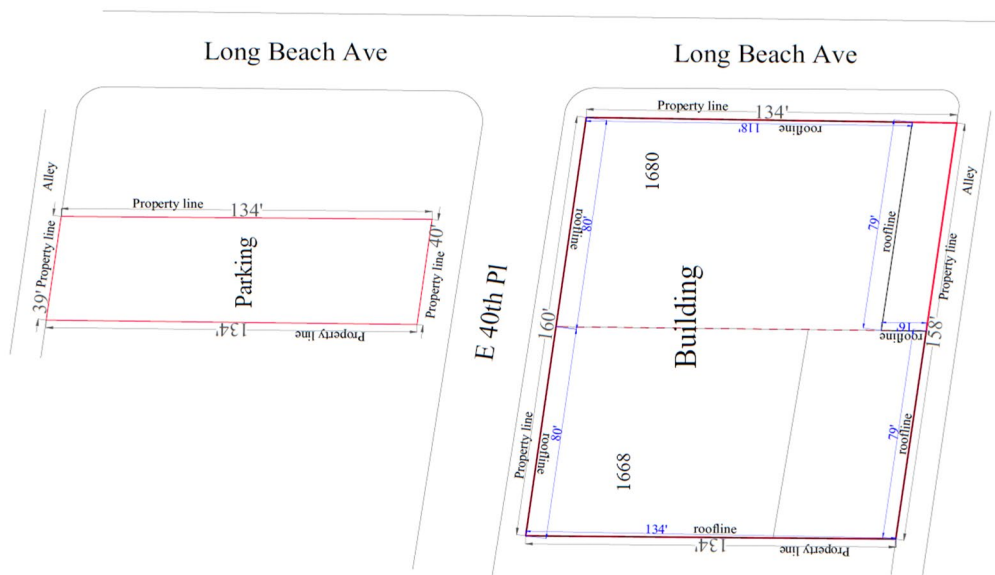 Long Beach Ave
Long Beach Ave
Alley
Property line
134'
Property line
39'
Parking
40'
Property line
134'
Property line
E 40th Pl
Property line
134'
118'
roofline
1680
roofline
80'
79'
roofline
Alley
Property line
160'
Building
16'
roofline
158'
Property line
roofline
80'
1668
79'
roofline
134'
roofline
134'
Property line